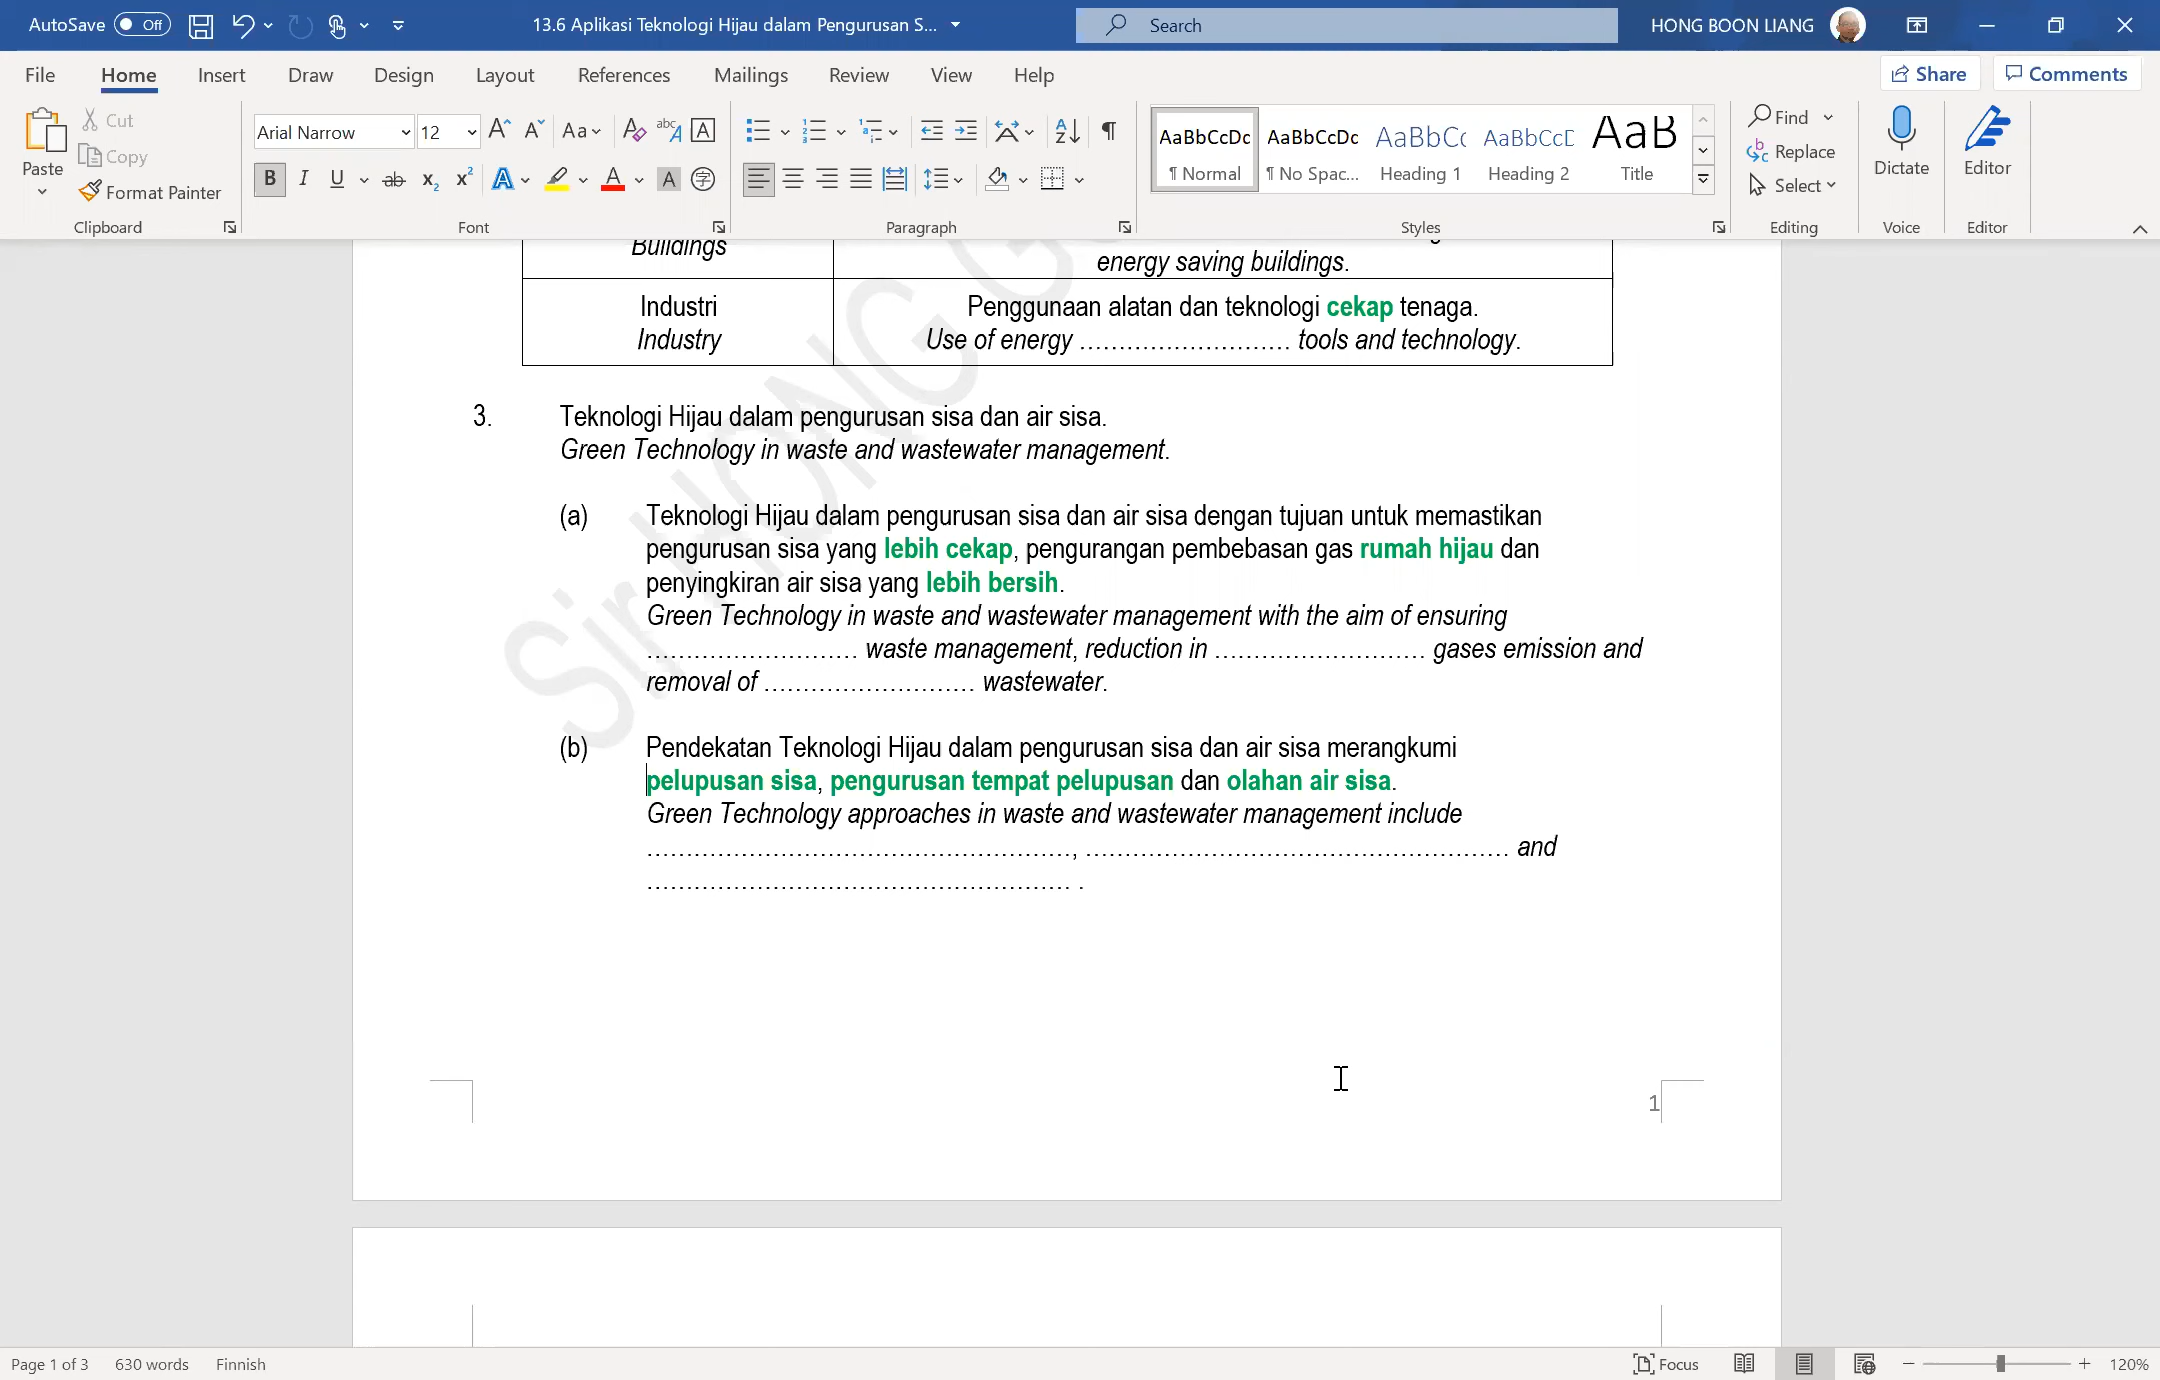 AutoSave Off 13.6 Aplikasi Teknologi Hijau dalam Pengurusan S... Search HONG BOON LIANG
File Home Insert Draw Design Layout References Mailings Review View Help Share Comments
Paste Cut Copy Format Painter
Clipboard
Arial Narrow 12 Aa
B I U ab x₂ x² A A A
Font
Paragraph
AaBbCcDc AaBbCcDc AaBbCc AaBbCcD AaB
¶ Normal ¶ No Spac... Heading 1 Heading 2 Title
Styles
Find
Replace
Select
Editing
Dictate
Voice
Editor
Editor
Buildings
energy saving buildings.
Industri Penggunaan alatan dan teknologi cekap tenaga.
Industry Use of energy ………………………… tools and technology.
3. Teknologi Hijau dalam pengurusan sisa dan air sisa.
Green Technology in waste and wastewater management.
(a) Teknologi Hijau dalam pengurusan sisa dan air sisa dengan tujuan untuk memastikan
pengurusan sisa yang lebih cekap, pengurangan pembebasan gas rumah hijau dan
penyingkiran air sisa yang lebih bersih.
Green Technology in waste and wastewater management with the aim of ensuring
……………………… waste management, reduction in ……………………… gases emission and
removal of ……………………… wastewater.
(b) Pendekatan Teknologi Hijau dalam pengurusan sisa dan air sisa merangkumi
pelupusan sisa, pengurusan tempat pelupusan dan olahan air sisa.
Green Technology approaches in waste and wastewater management include
………………………………………………, ……………………………………………… and
……………………………………………… .
Sir HONG
1
Page 1 of 3 630 words Finnish Focus 120%